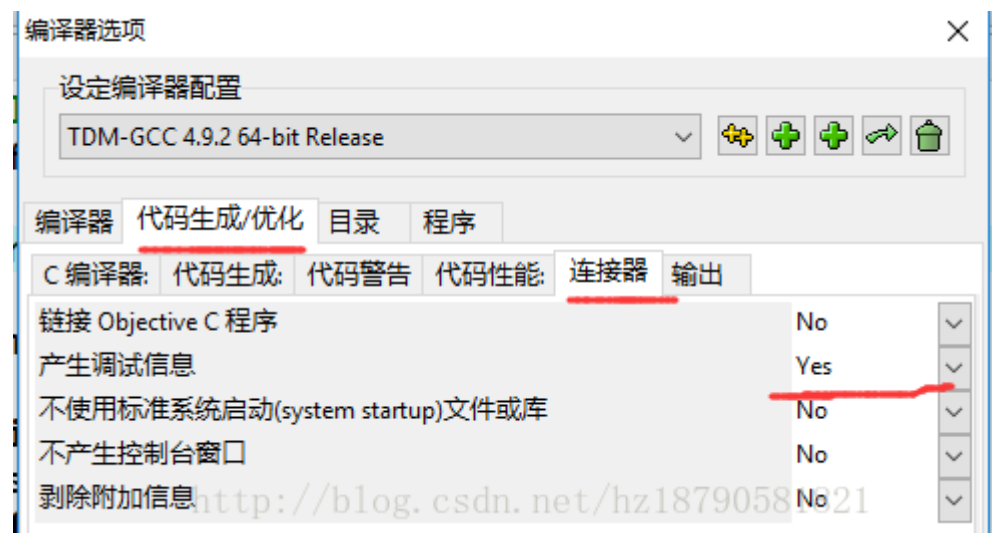 编译器选项
设定编译器配置
TDM-GCC 4.9.2 64-bit Release
编译器 代码生成/优化 目录 程序
C 编译器: 代码生成: 代码警告 代码性能: 连接器 输出
链接 Objective C 程序 No
产生调试信息 Yes
不使用标准系统启动(system startup)文件或库 No
不产生控制台窗口 No
剥除附加信息 No